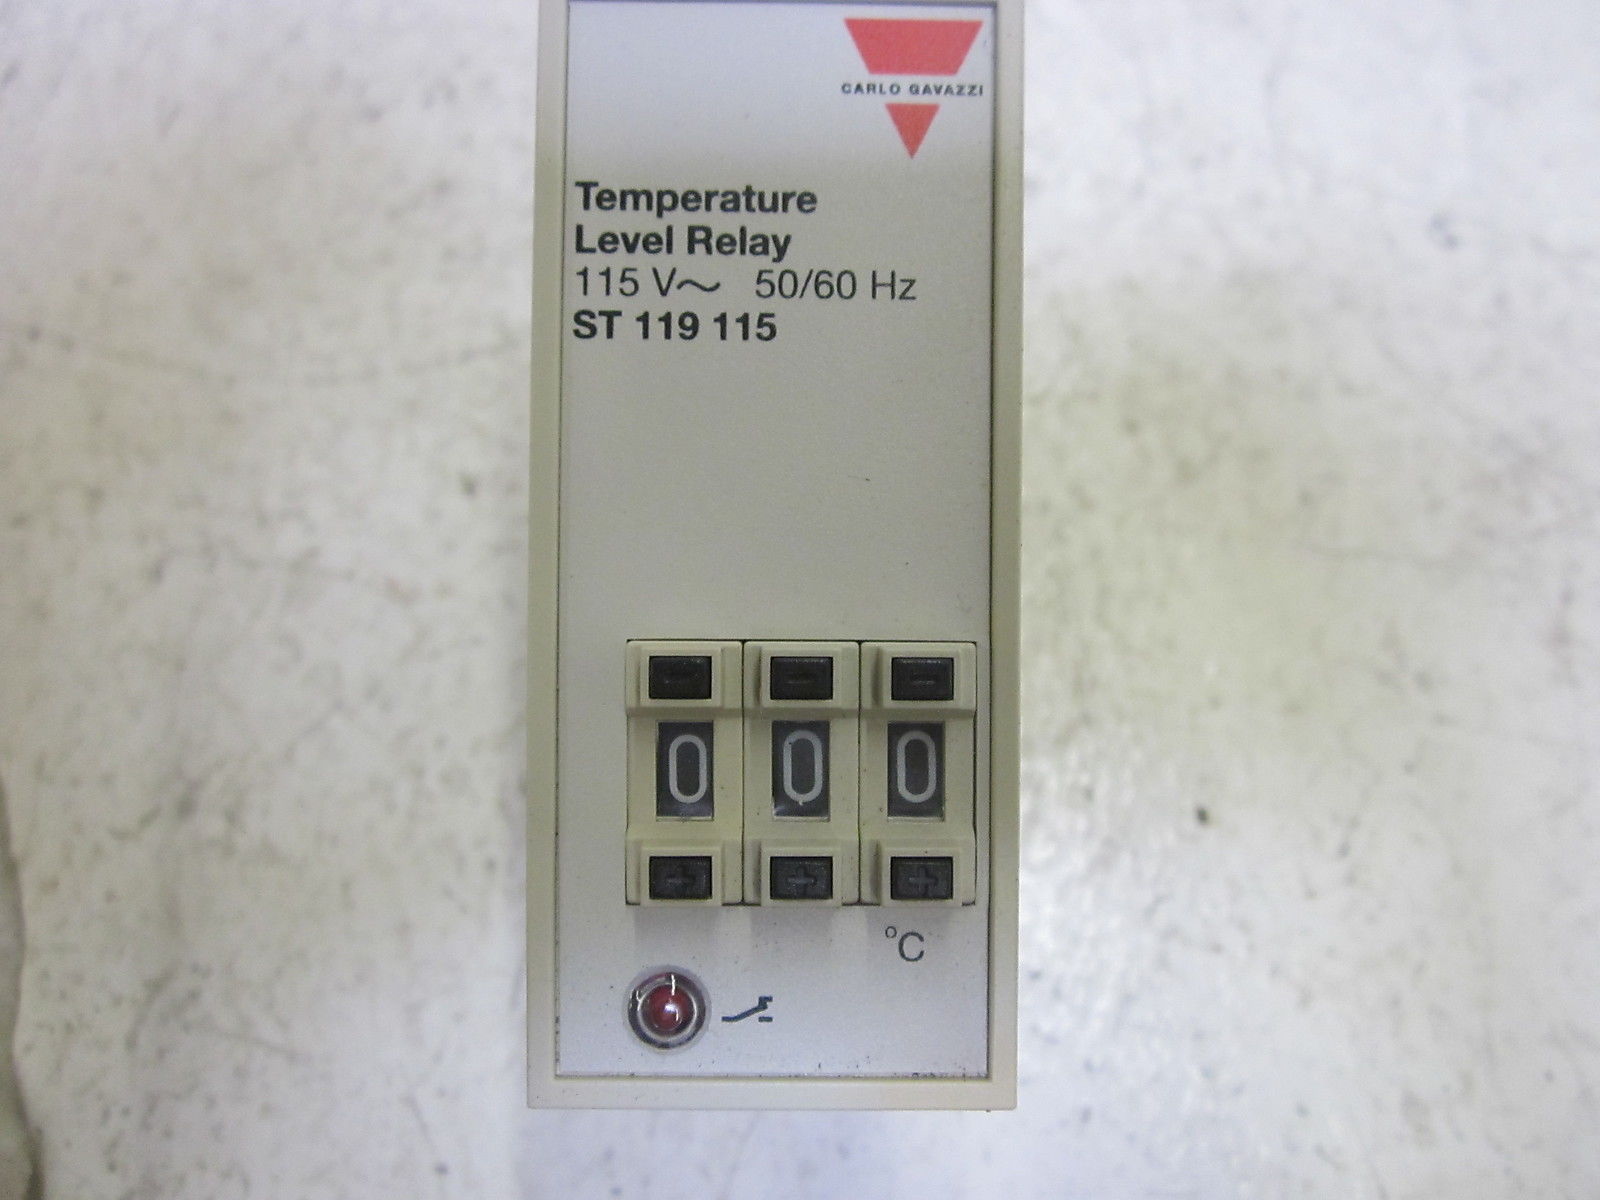 CARLO GAVAZZI
Temperature
Level Relay
115 V~ 50/60 Hz
ST 119 115
- - -
0 0 0
+ + +
°C